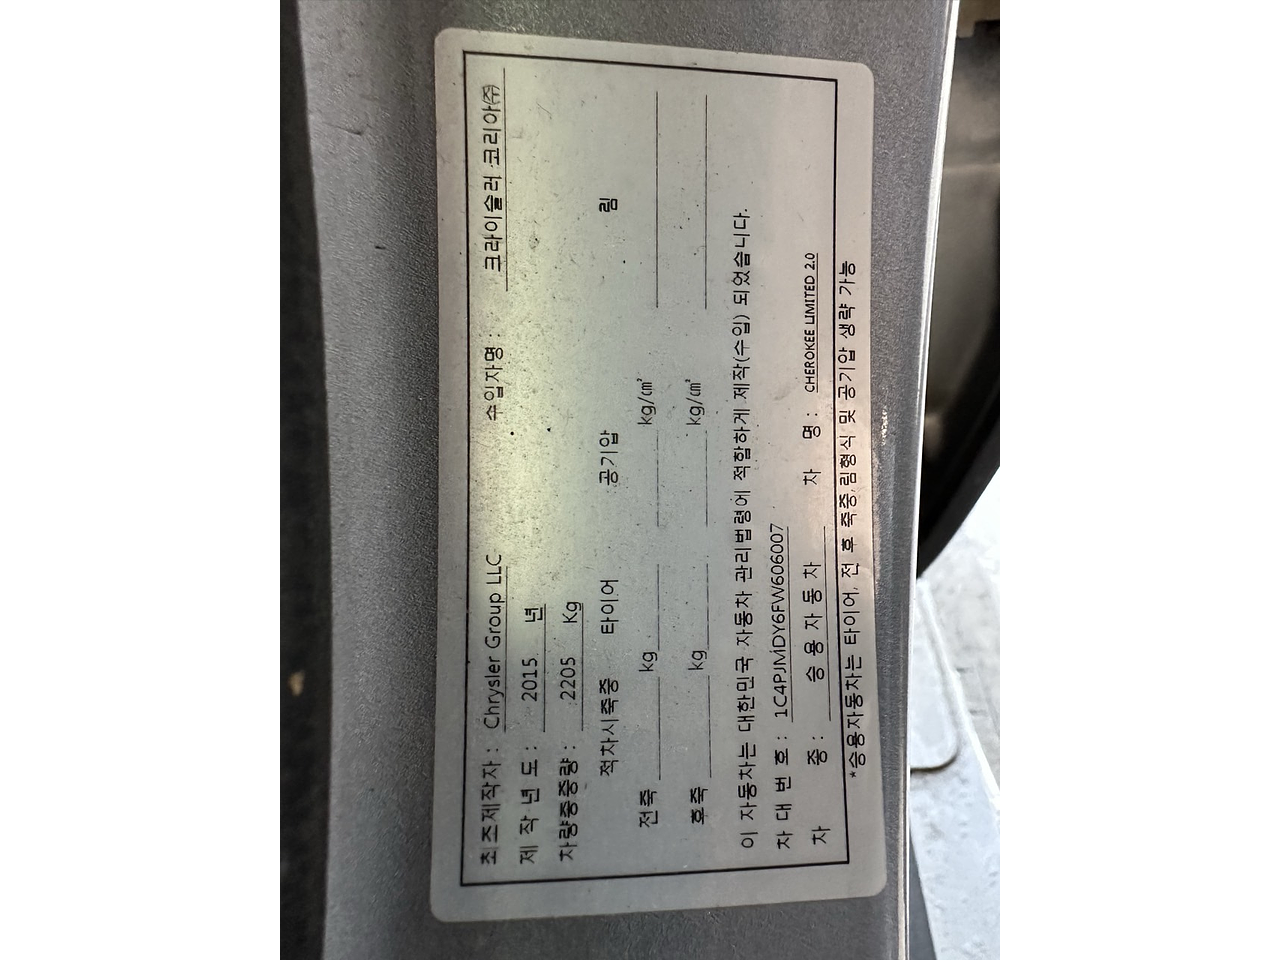 최초제작자 : Chrysler Group LLC 수입자명 : 크라이슬러 코리아㈜
제 작 년 도 : 2015 년
차량총중량 : 2205 Kg
적차시축중 타이어 공기압 림
전축 kg kg/㎠
후축 kg kg/㎠
이 자동차는 대한민국 자동차 관리법령에 적합하게 제작(수입) 되었습니다.
차 대 번 호 : 1C4PJMDY6FW606007
차 종 : 승용자동차 차 명 : CHEROKEE LIMITED 2.0
*승용자동차는 타이어, 전 후 축중,림형식 및 공기압 생략 가능